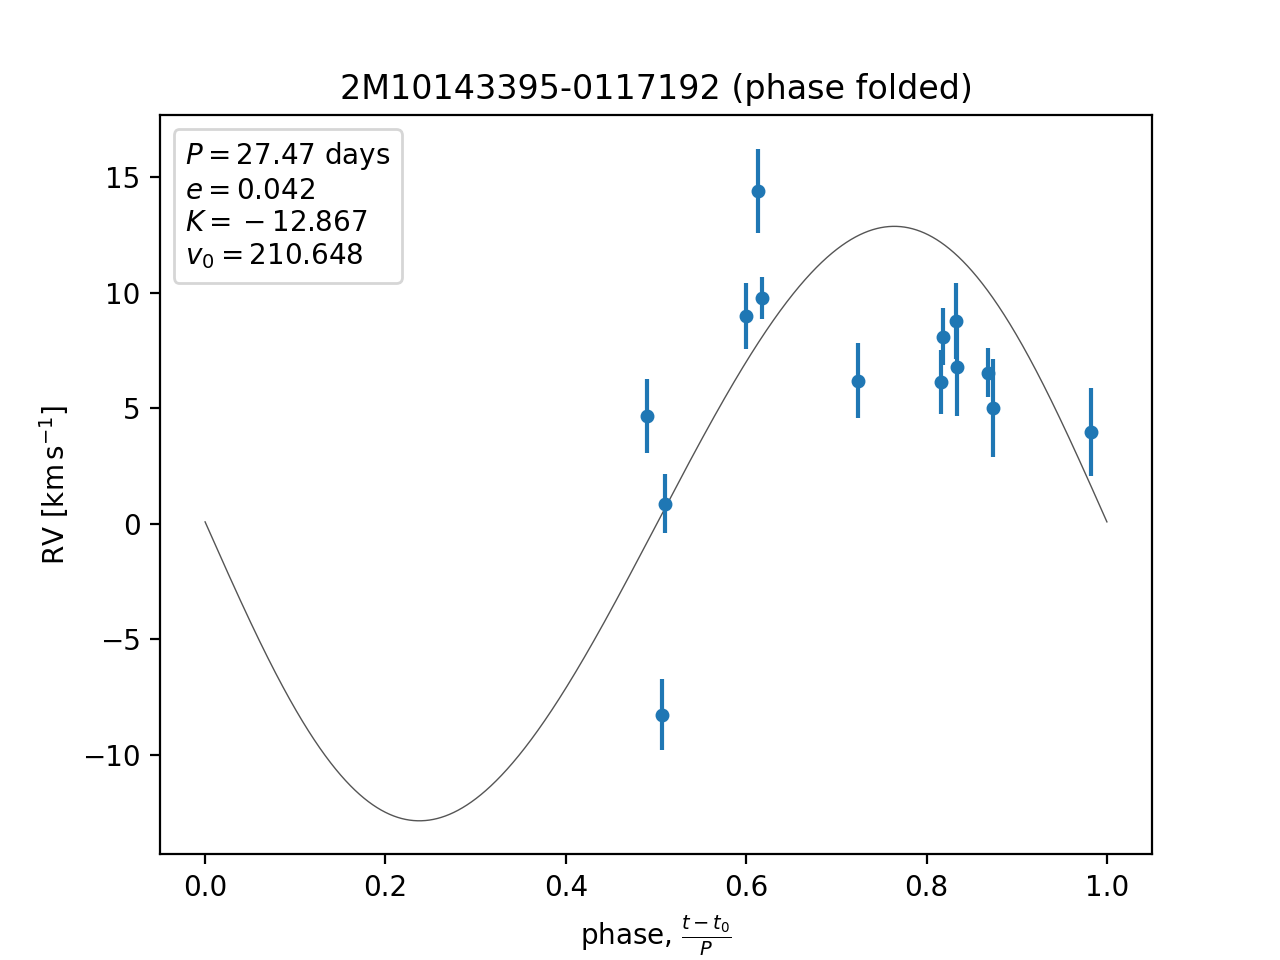 2M10143395-0117192 (phase folded)
P = 27.47 days
e = 0.042
K = −12.867
v₀ = 210.648
RV [km s⁻¹]
15
10
5
0
−5
−10
0.0 0.2 0.4 0.6 0.8 1.0
phase, (t − t₀)/P